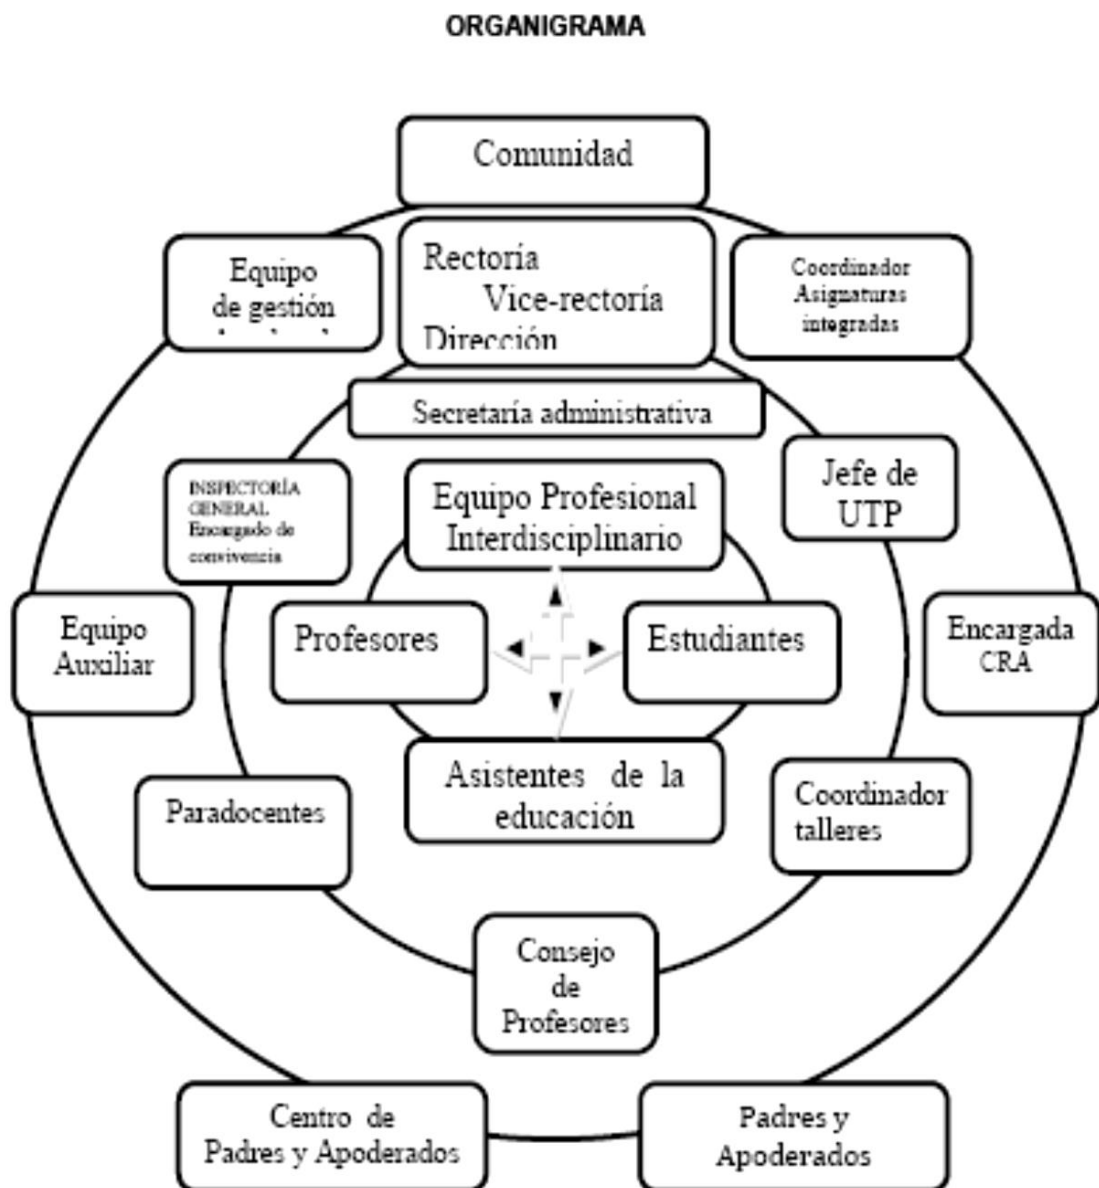 ORGANIGRAMA
Comunidad
Equipo
de gestión
Rectoría
Vice-rectoría
Dirección
Coordinador
Asignaturas
integradas
Secretaría administrativa
INSPECTORÍA
GENERAL
Encargado de
convivencia
Equipo Profesional
Interdisciplinario
Jefe de
UTP
Equipo
Auxiliar
Profesores
Estudiantes
Encargada
CRA
Paradocentes
Asistentes de la
educación
Coordinador
talleres
Consejo
de
Profesores
Centro de
Padres y Apoderados
Padres y
Apoderados